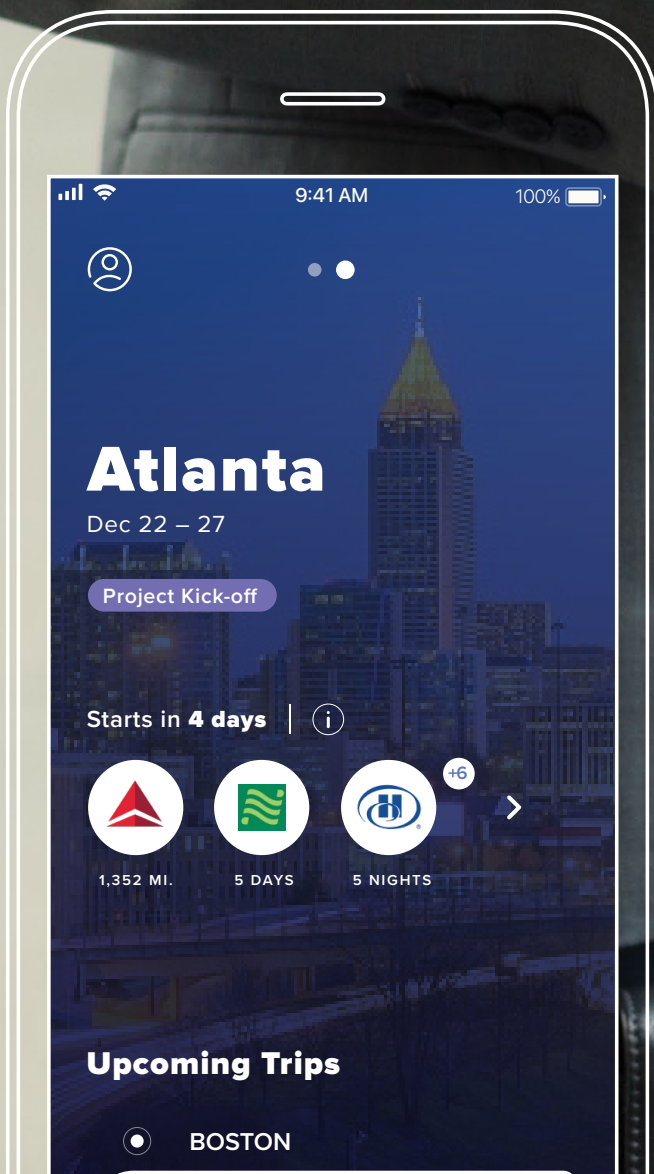 9:41 AM
100%
Atlanta
Dec 22 – 27
Project Kick-off
Starts in 4 days
i
+6
H
1,352 MI.
5 DAYS
5 NIGHTS
Upcoming Trips
BOSTON